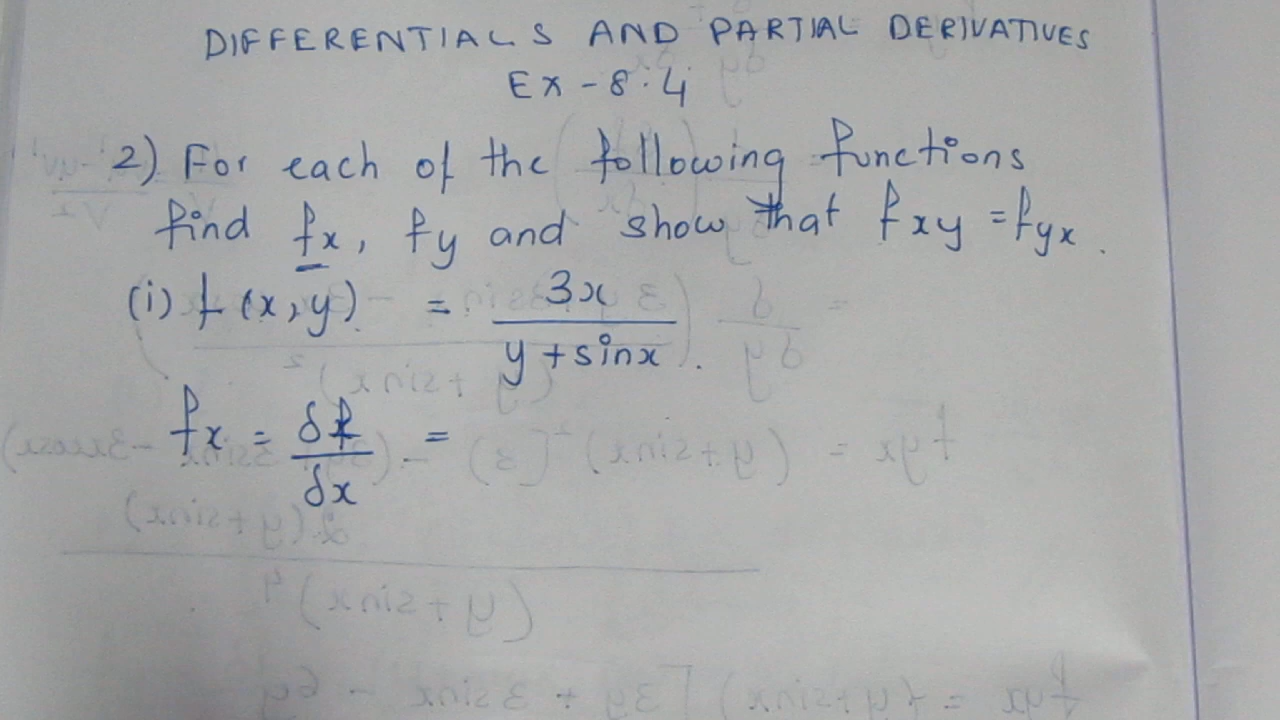 DIFFERENTIALS AND PARTIAL DERIVATIVES
EX - 8.4
2) For each of the following functions
find fx, fy and show that fxy = fyx.
(i) f(x,y) = 3x / y + sinx.
fx = δf / δx =